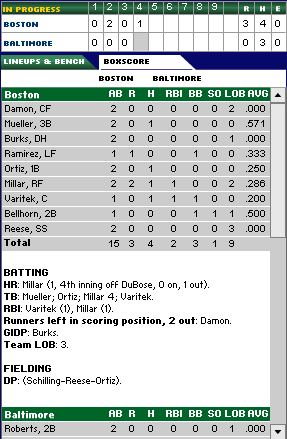 IN PROGRESS 1 2 3 4 5 6 7 8 9 R H E
BOSTON 0 2 0 1 3 4 0
BALTIMORE 0 0 0 0 3 0
LINEUPS & BENCH BOXSCORE
BOSTON BALTIMORE
Boston AB R H RBI BB SO LOB AVG
Damon, CF 2 0 0 0 0 0 2 .000
Mueller, 3B 2 0 1 0 0 0 0 .571
Burks, DH 2 0 0 0 0 0 1 .000
Ramirez, LF 1 1 0 0 1 0 0 .333
Ortiz, 1B 2 0 1 0 0 0 0 .250
Millar, RF 2 2 1 1 0 0 2 .286
Varitek, C 1 0 1 1 1 0 0 .200
Bellhorn, 2B 1 0 0 0 1 1 1 .500
Reese, SS 2 0 0 0 0 0 3 .000
Total 15 3 4 2 3 1 9
BATTING
HR: Millar (1, 4th inning off DuBose, 0 on, 1 out).
TB: Mueller; Ortiz; Millar 4; Varitek.
RBI: Varitek (1), Millar (1).
Runners left in scoring position, 2 out: Damon.
GIDP: Burks.
Team LOB: 3.
FIELDING
DP: (Schilling-Reese-Ortiz).
Baltimore AB R H RBI BB SO LOB AVG
Roberts, 2B 2 0 0 0 0 0 1 .000